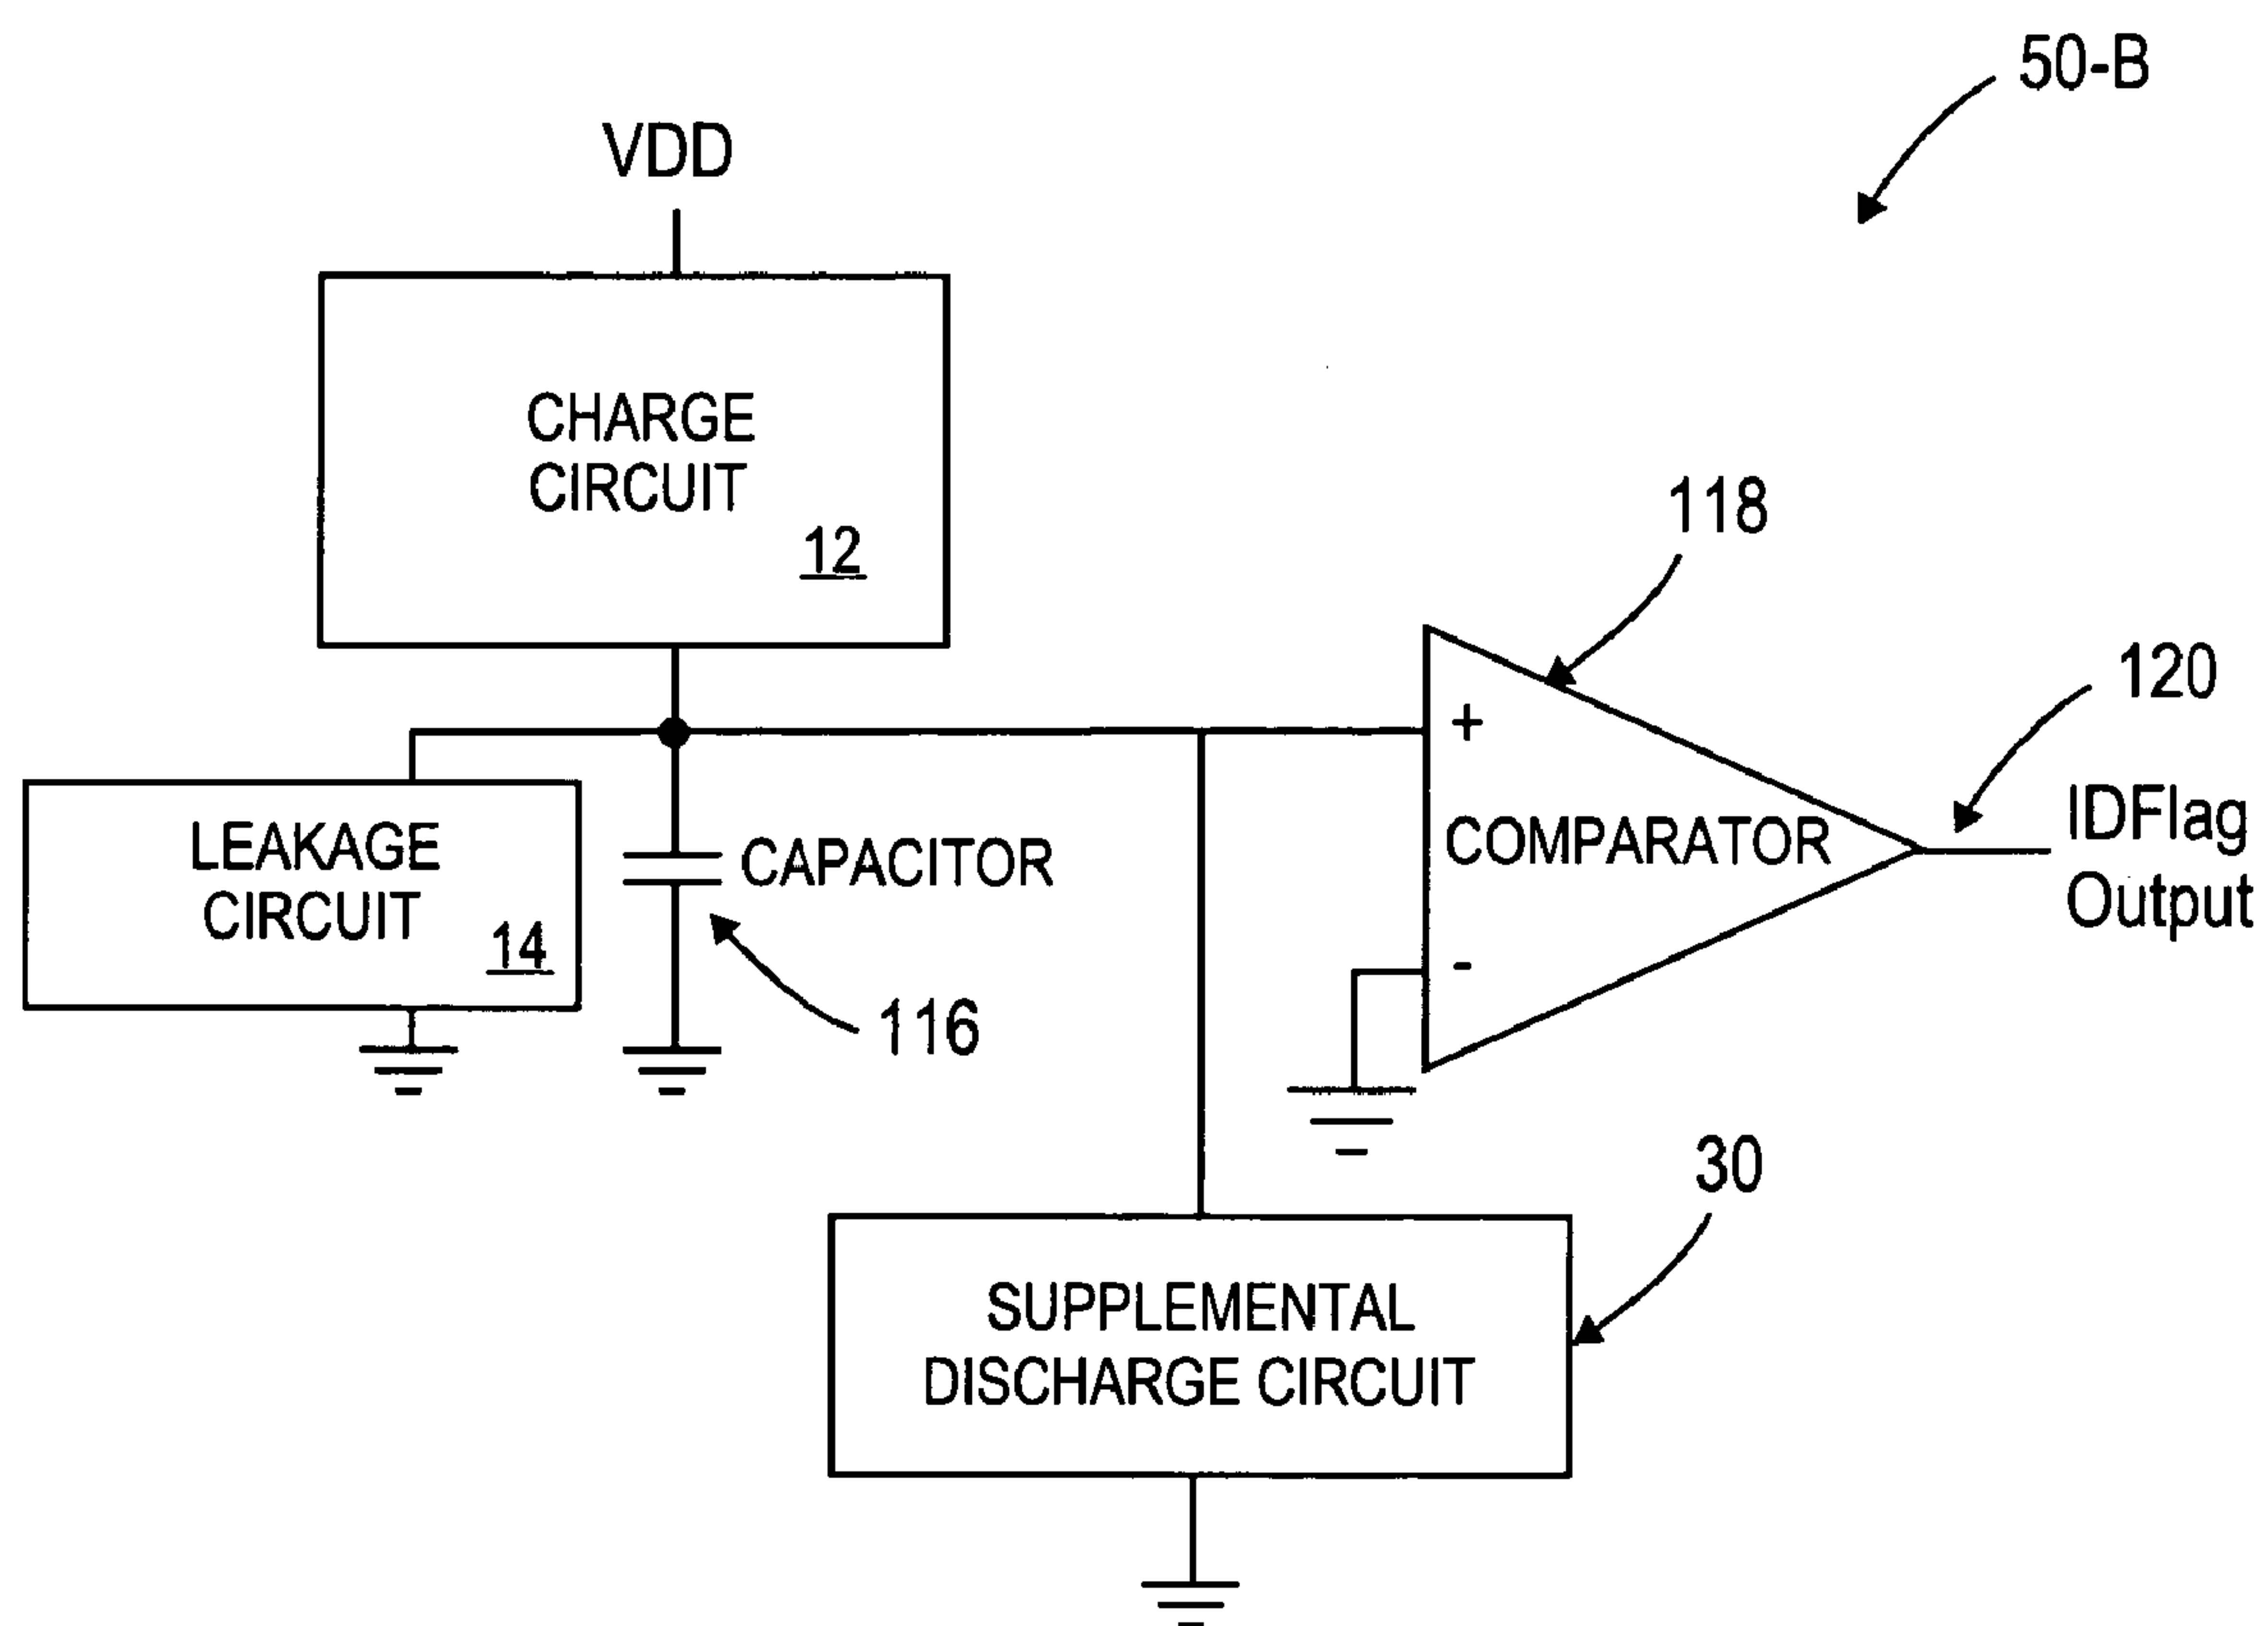 50-B
VDD
CHARGE
CIRCUIT
12
118
120
+
IDFlag
Output
COMPARATOR
LEAKAGE
CIRCUIT
14
CAPACITOR
116
-
30
SUPPLEMENTAL
DISCHARGE CIRCUIT